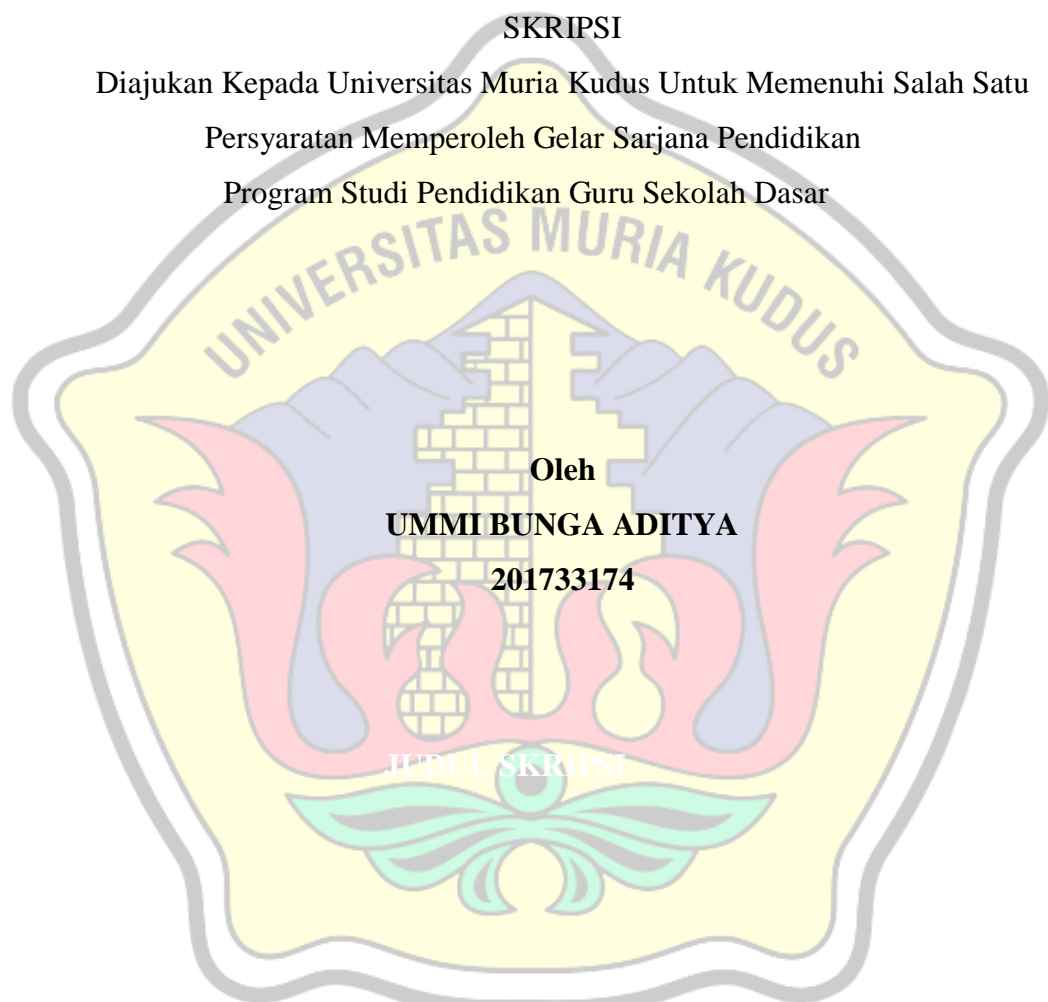 SKRIPSI
Diajukan Kepada Universitas Muria Kudus Untuk Memenuhi Salah Satu
Persyaratan Memperoleh Gelar Sarjana Pendidikan
Program Studi Pendidikan Guru Sekolah Dasar
UNIVERSITAS MURIA KUDUS
Oleh
UMMI BUNGA ADITYA
201733174
JUDUL SKRIPSI